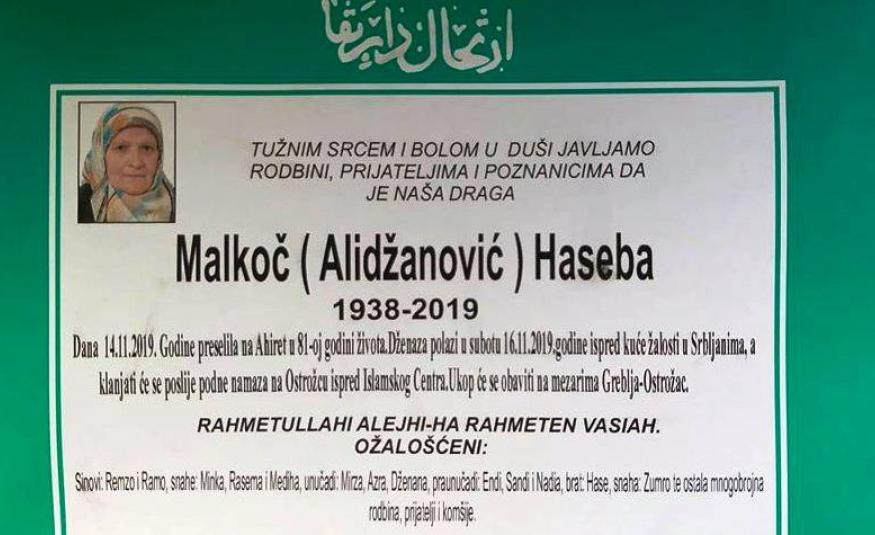 TUŽNIM SRCEM I BOLOM U DUŠI JAVLJAMO
RODBINI, PRIJATELJIMA I POZNANICIMA DA
JE NAŠA DRAGA
Malkoč ( Alidžanović ) Haseba
1938-2019
Dana 14.11.2019. Godine preselila na Ahiret u 81-oj godini života.Dženaza polazi u subotu 16.11.2019,godine ispred kuće žalosti u Srbljanima, a
klanjati će se poslije podne namaza na Ostrožcu ispred Islamskog Centra.Ukop će se obaviti na mezarima Greblja-Ostrožac.
RAHMETULLAHI ALEJHI-HA RAHMETEN VASIAH.
OŽALOŠĆENI:
Sinovi: Remzo i Ramo, snahe: Minka, Rasema i Mediha, unučadi: Mirza, Azra, Dženana, praunučadi: Endi, Sandi i Nadia, brat: Hase, snaha: Zumro te ostala mnogobrojna
rodbina, prijatelji i komšije.